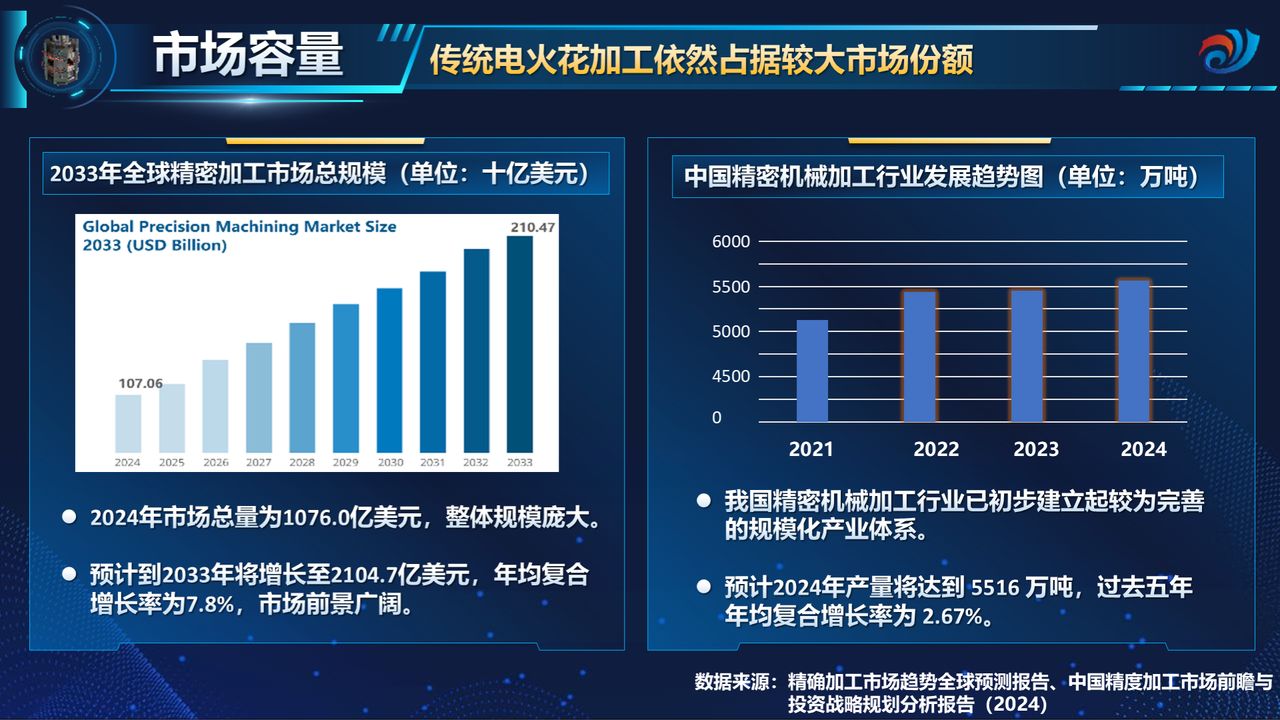 市场容量
传统电火花加工依然占据较大市场份额
2033年全球精密加工市场总规模（单位：十亿美元）
Global Precision Machining Market Size
2033 (USD Billion)
210.47
107.06
2024 2025 2026 2027 2028 2029 2030 2031 2032 2033
2024年市场总量为1076.0亿美元，整体规模庞大。
预计到2033年将增长至2104.7亿美元，年均复合
增长率为7.8%，市场前景广阔。
中国精密机械加工行业发展趋势图（单位：万吨）
6000
5500
5000
4500
0
2021 2022 2023 2024
我国精密机械加工行业已初步建立起较为完善
的规模化产业体系。
预计2024年产量将达到 5516 万吨，过去五年
年均复合增长率为 2.67%。
数据来源：精确加工市场趋势全球预测报告、中国精度加工市场前瞻与
投资战略规划分析报告（2024）